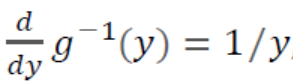 d/dy g⁻¹(y) = 1/y,